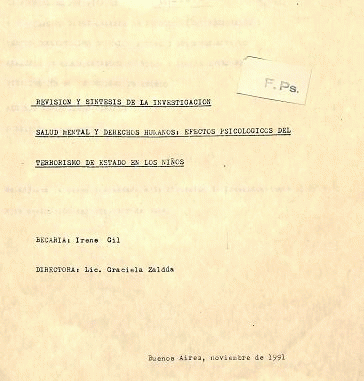 F. Ps.
REVISION Y SINTESIS DE LA INVESTIGACION
SALUD MENTAL Y DERECHOS HUMANOS: EFECTOS PSICOLOGICOS DEL
TERRORISMO DE ESTADO EN LOS NIÑOS
BECARIA: Irene Gil
DIRECTORA: Lic. Graciela Zaldúa
Buenos Aires, noviembre de 1991